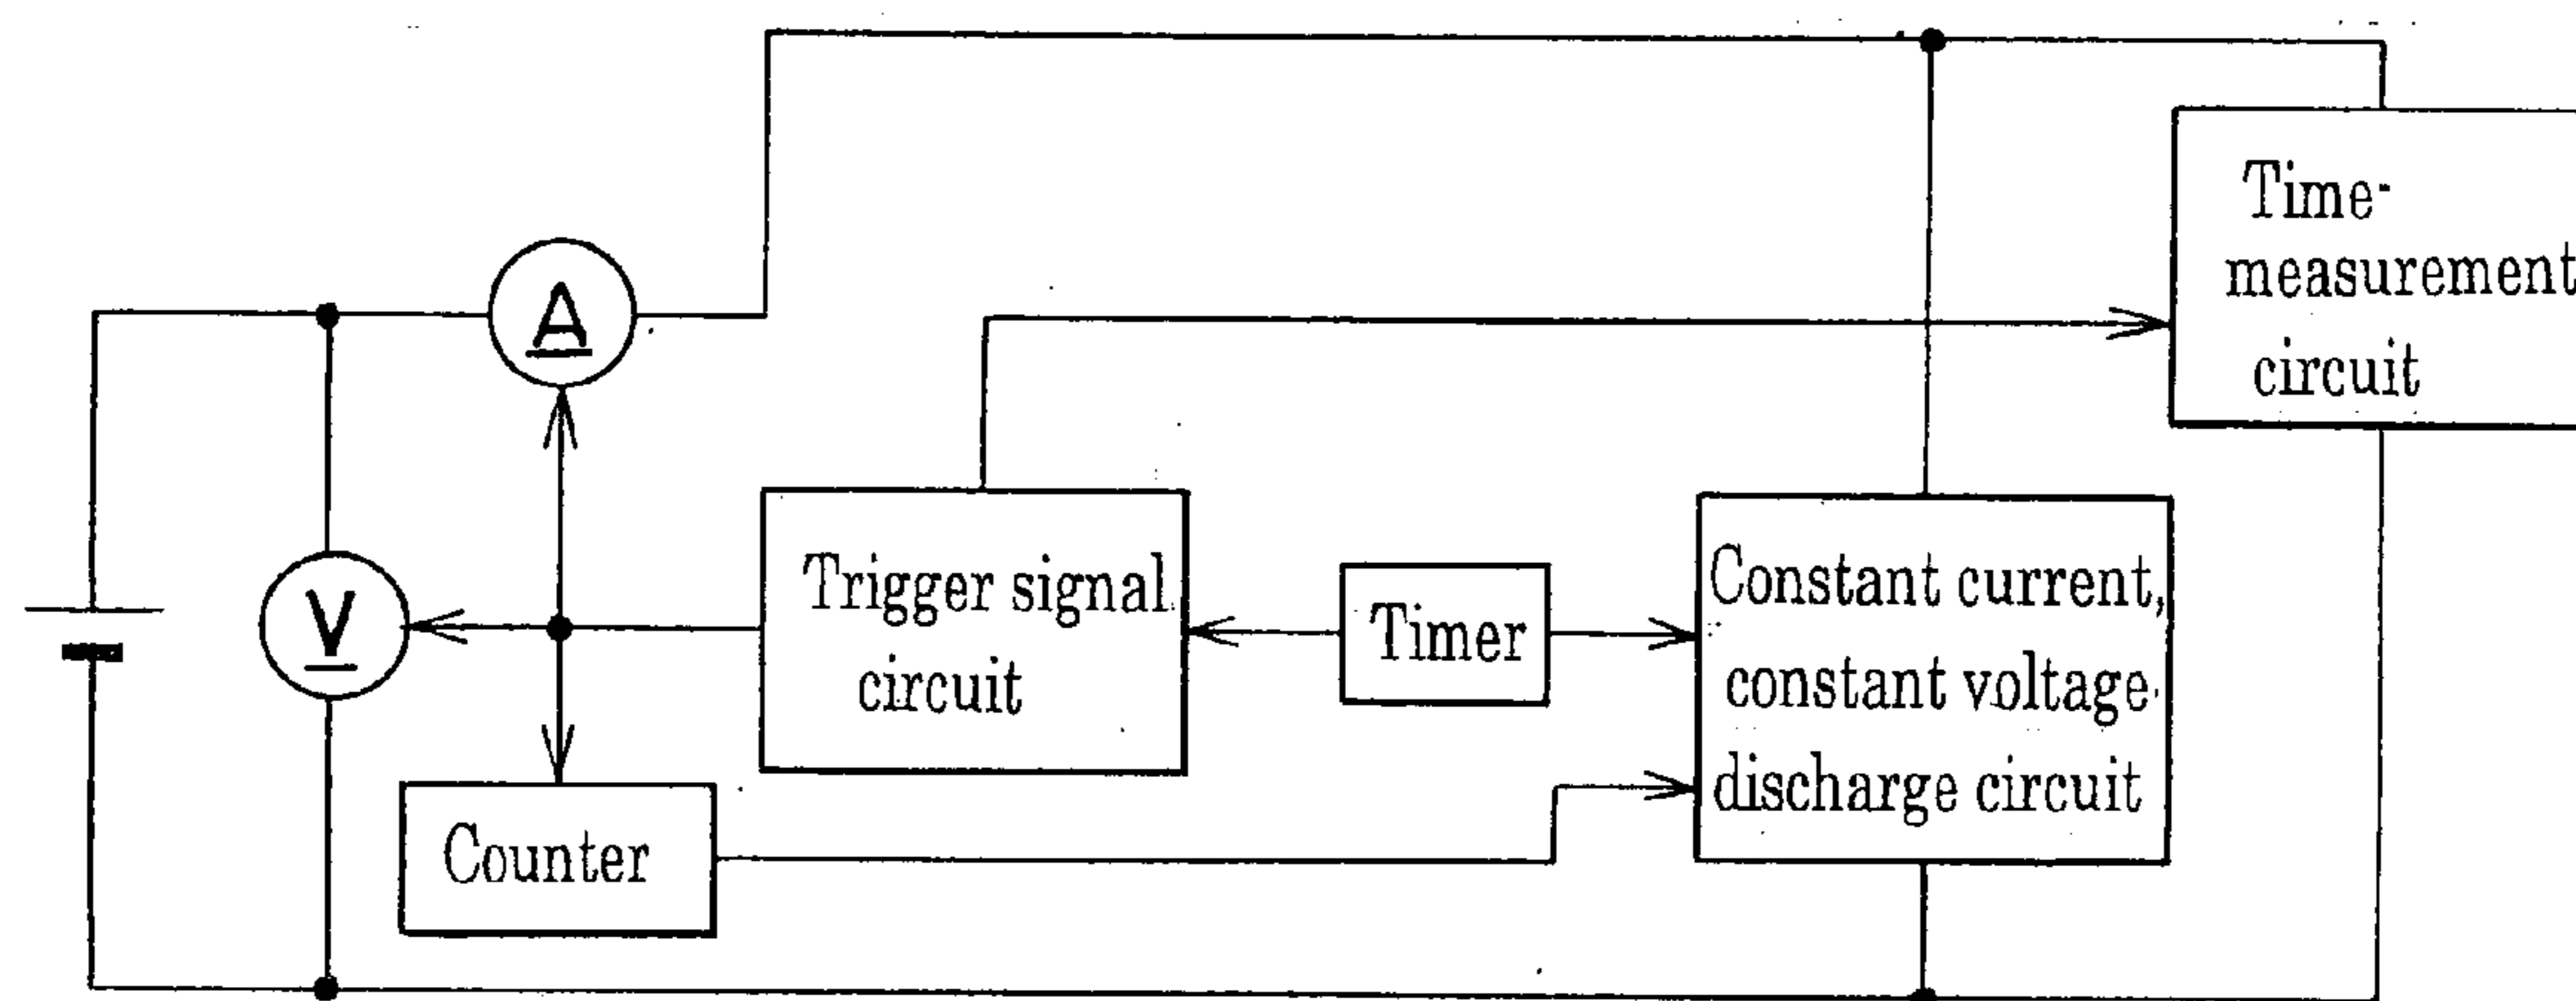 Time-
measurement
circuit
A
V
Trigger signal
circuit
Timer
Constant current,
constant voltage
discharge circuit
Counter